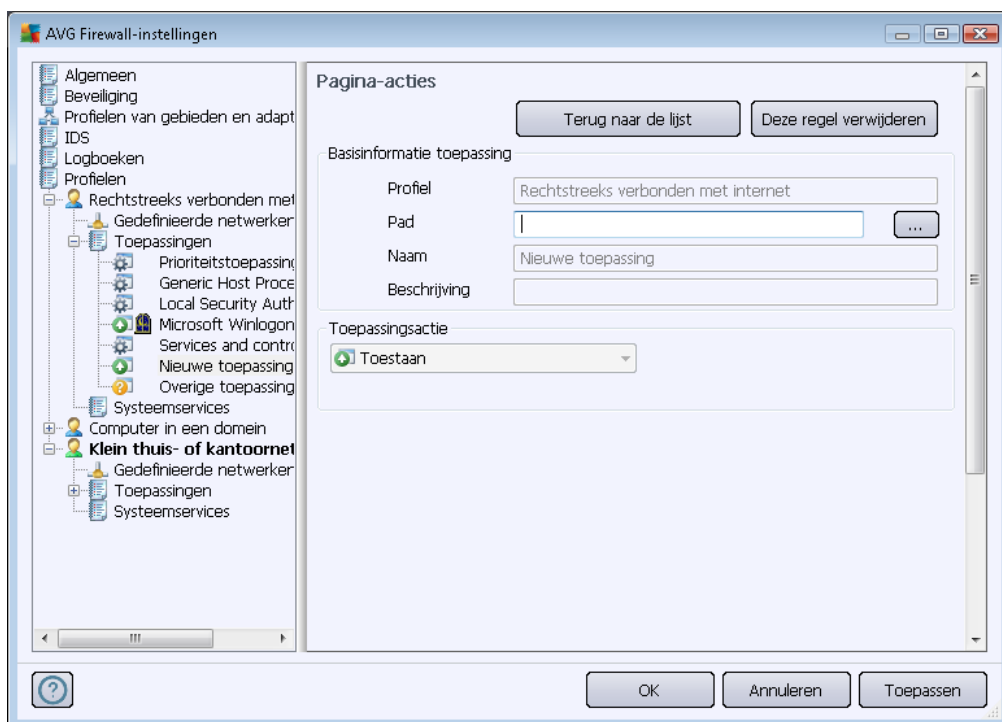 AVG Firewall-instellingen
Algemeen
Beveiliging
Profielen van gebieden en adapt
IDS
Logboeken
Profielen
Rechtstreeks verbonden met
Gedefinieerde netwerken
Toepassingen
Prioriteitstoepassing
Generic Host Proce
Local Security Auth
Microsoft Winlogon
Services and contro
Nieuwe toepassing
Overige toepassing
Systeemservices
Computer in een domein
Klein thuis- of kantoornet
Gedefinieerde netwerken
Toepassingen
Systeemservices
Pagina-acties
Terug naar de lijst
Deze regel verwijderen
Basisinformatie toepassing
Profiel
Rechtstreeks verbonden met internet
Pad
...
Naam
Nieuwe toepassing
Beschrijving
Toepassingsactie
Toestaan
OK
Annuleren
Toepassen